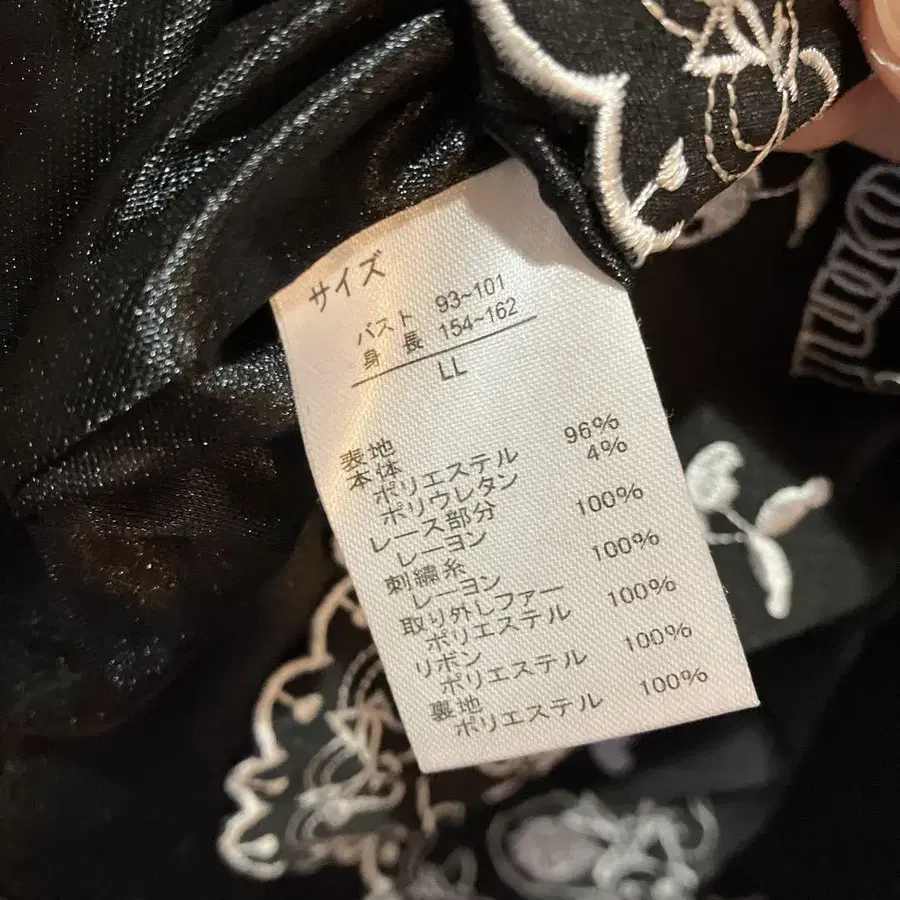 サイズ
バスト 93~101
身長 154~162
LL
表地
本体
ポリエステル 96%
ポリウレタン 4%
レース部分
レーヨン 100%
刺繍糸
レーヨン 100%
取り外しファー
ポリエステル 100%
リボン
ポリエステル 100%
裏地
ポリエステル 100%